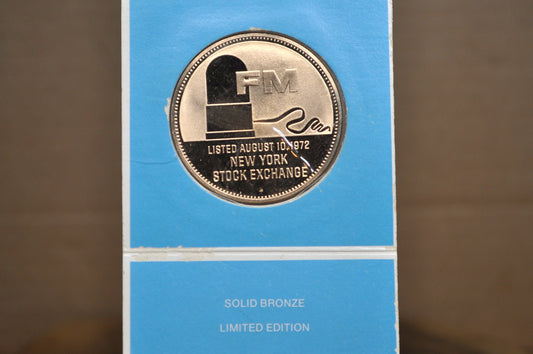 FM
LISTED AUGUST 10, 1972
NEW YORK
STOCK EXCHANGE
SOLID BRONZE
LIMITED EDITION